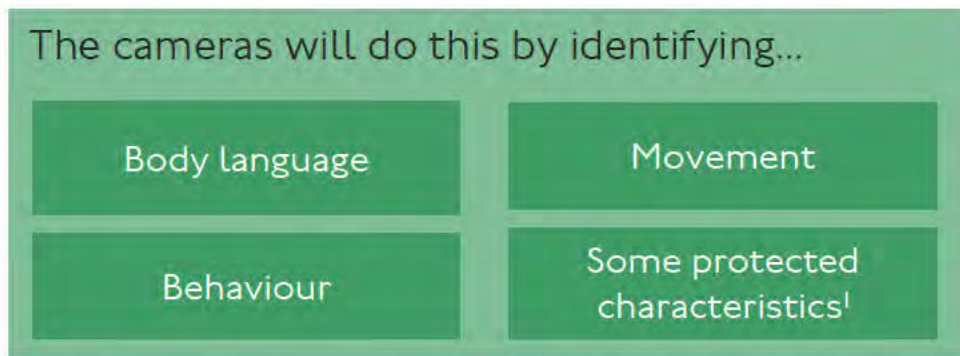 The cameras will do this by identifying...
Body language
Movement
Behaviour
Some protected
characteristics¹